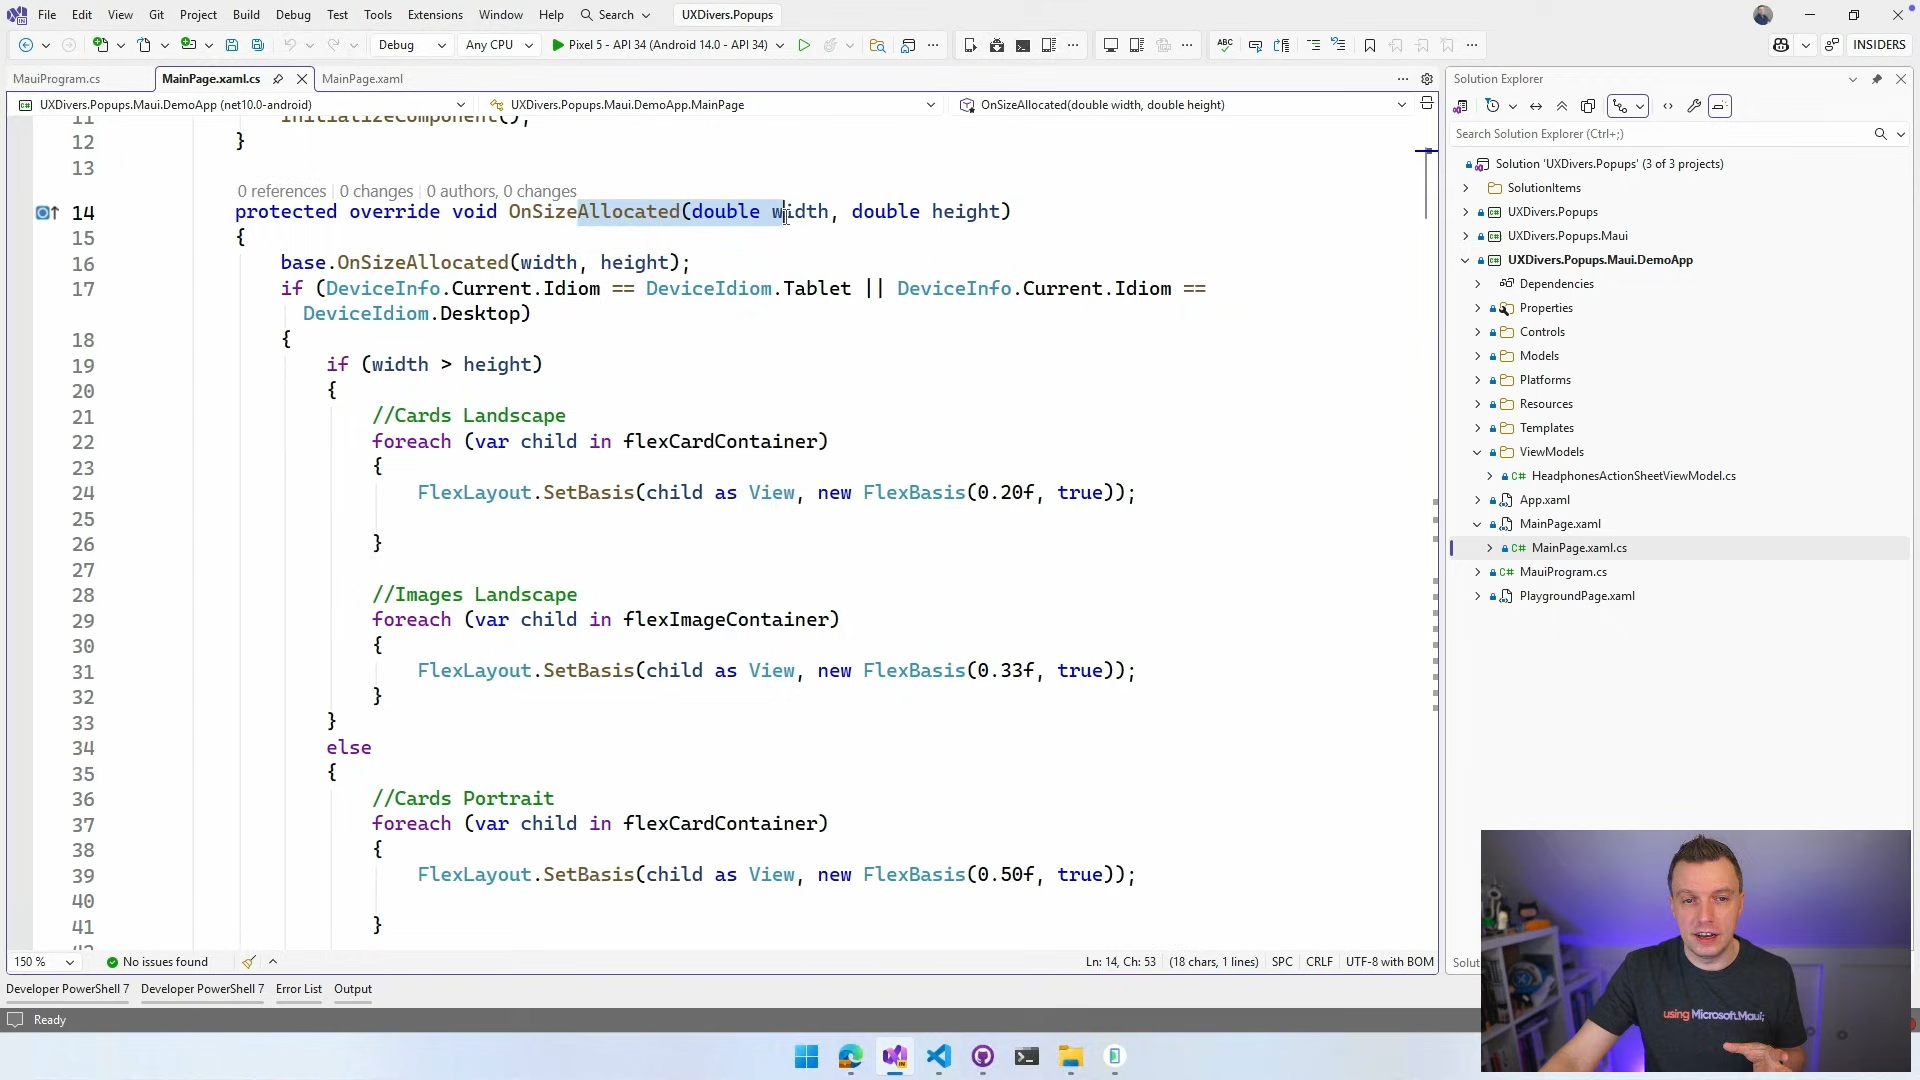 File Edit View Git Project Build Debug Test Tools Extensions Window Help Search UXDivers.Popups
Debug Any CPU Pixel 5 - API 34 (Android 14.0 - API 34) INSIDERS
MauiProgram.cs MainPage.xaml.cs MainPage.xaml
UXDivers.Popups.Maui.DemoApp (net10.0-android) UXDivers.Popups.Maui.DemoApp.MainPage OnSizeAllocated(double width, double height)
11 InitializeComponent();
12 }
13
0 references | 0 changes | 0 authors, 0 changes
14 protected override void OnSizeAllocated(double width, double height)
15 {
16 base.OnSizeAllocated(width, height);
17 if (DeviceInfo.Current.Idiom == DeviceIdiom.Tablet || DeviceInfo.Current.Idiom ==
DeviceIdiom.Desktop)
18 {
19 if (width > height)
20 {
21 //Cards Landscape
22 foreach (var child in flexCardContainer)
23 {
24 FlexLayout.SetBasis(child as View, new FlexBasis(0.20f, true));
25
26 }
27
28 //Images Landscape
29 foreach (var child in flexImageContainer)
30 {
31 FlexLayout.SetBasis(child as View, new FlexBasis(0.33f, true));
32 }
33 }
34 else
35 {
36 //Cards Portrait
37 foreach (var child in flexCardContainer)
38 {
39 FlexLayout.SetBasis(child as View, new FlexBasis(0.50f, true));
40
41 }
150 % No issues found Ln: 14, Ch: 53 (18 chars, 1 lines) SPC CRLF UTF-8 with BOM
Developer PowerShell 7 Developer PowerShell 7 Error List Output
Ready
Solution Explorer
Search Solution Explorer (Ctrl+;)
Solution 'UXDivers.Popups' (3 of 3 projects)
SolutionItems
UXDivers.Popups
UXDivers.Popups.Maui
UXDivers.Popups.Maui.DemoApp
Dependencies
Properties
Controls
Models
Platforms
Resources
Templates
ViewModels
C# HeadphonesActionSheetViewModel.cs
App.xaml
MainPage.xaml
C# MainPage.xaml.cs
C# MauiProgram.cs
PlaygroundPage.xaml
using Microsoft.Maui;